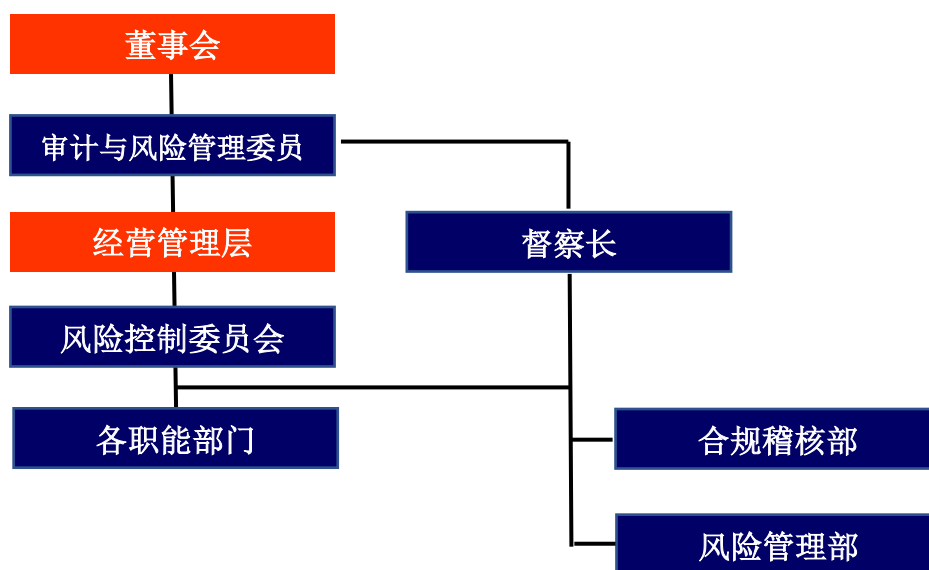 董事会
审计与风险管理委员
经营管理层
督察长
风险控制委员会
各职能部门
合规稽核部
风险管理部